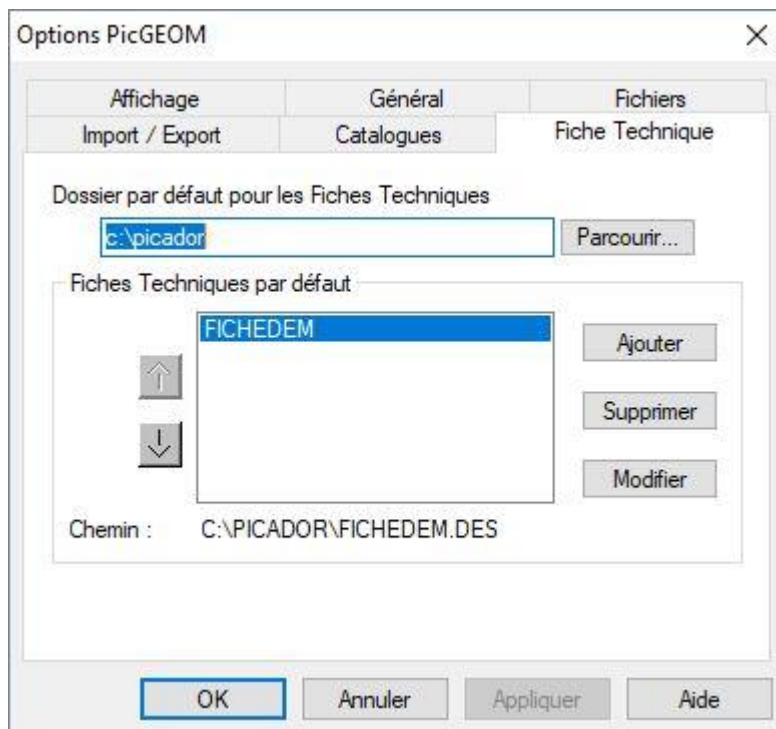 Options PicGEOM
Affichage Général Fichiers
Import / Export Catalogues Fiche Technique
Dossier par défaut pour les Fiches Techniques
c:\picador Parcourir...
Fiches Techniques par défaut
FICHEDEM
Ajouter
Supprimer
Modifier
Chemin : C:\PICADOR\FICHEDEM.DES
OK Annuler Appliquer Aide